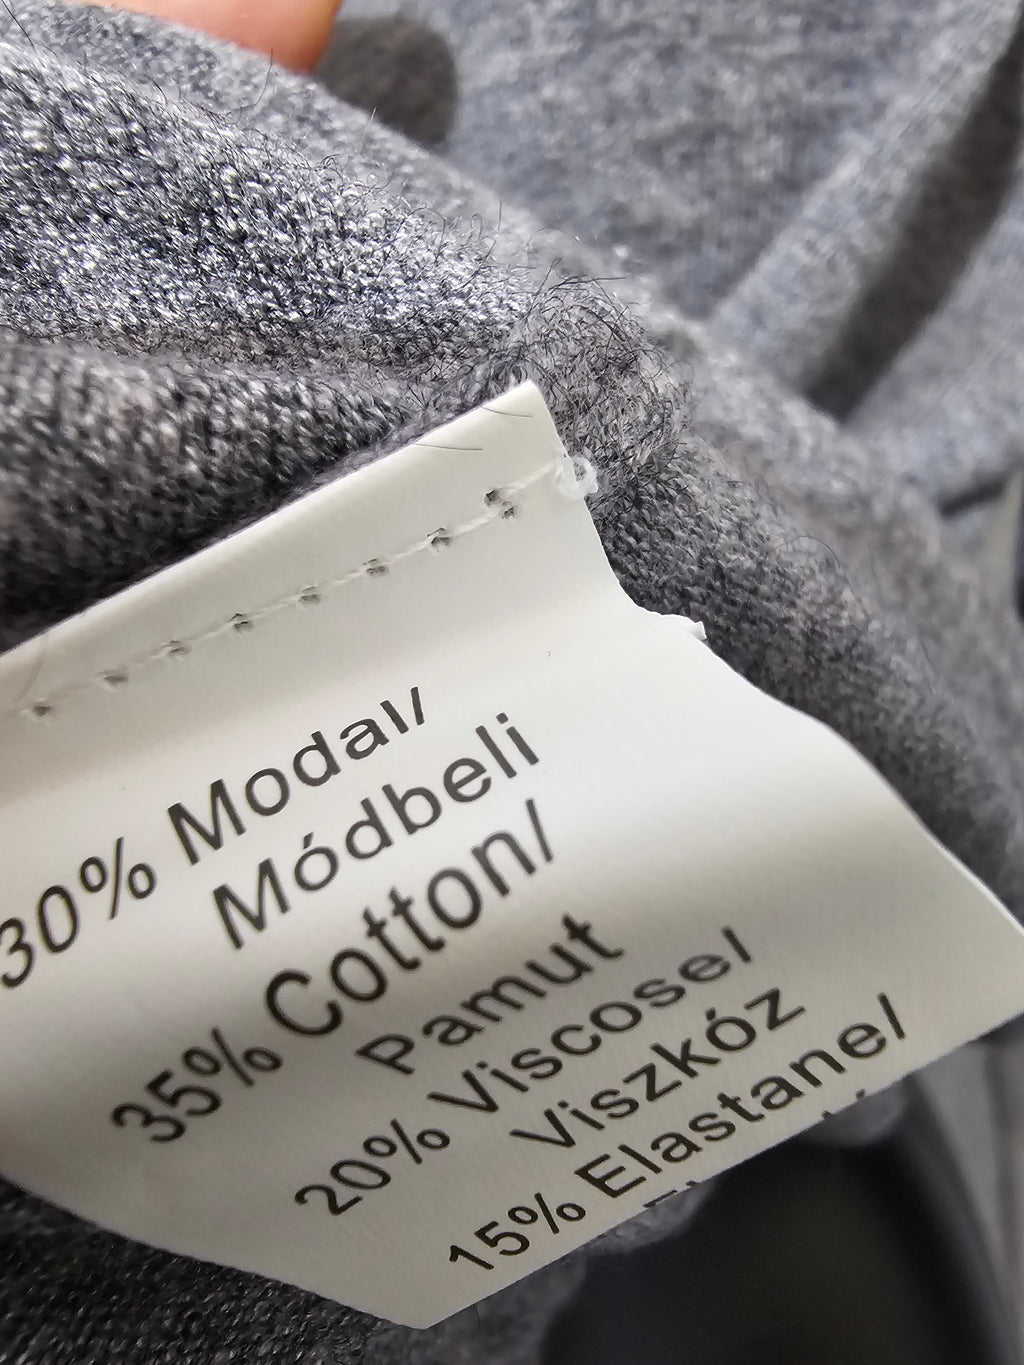 30% Modal/
Módbeli
35% Cotton/
Pamut
20% Viscose/
Viszkóz
15% Elastane/